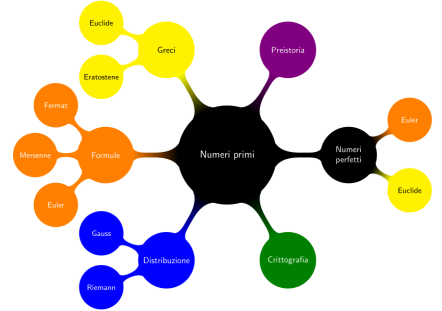 Euclide
Greci
Eratostene
Preistoria
Fermat
Mersenne
Formule
Euler
Numeri primi
Numeri
perfetti
Euler
Euclide
Gauss
Distribuzione
Riemann
Crittografia